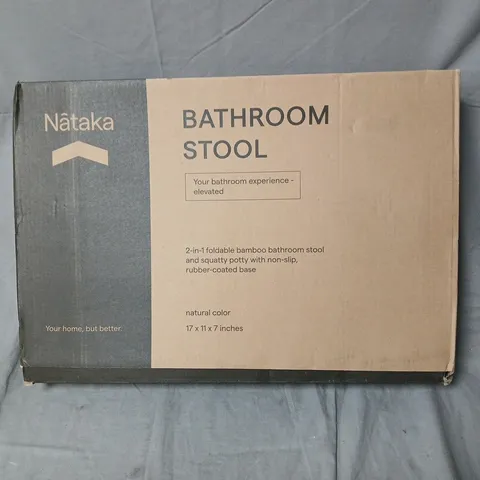 Nâtaka
BATHROOM
STOOL
Your bathroom experience -
elevated
2-in-1 foldable bamboo bathroom stool
and squatty potty with non-slip,
rubber-coated base
natural color
17 x 11 x 7 inches
Your home, but better.